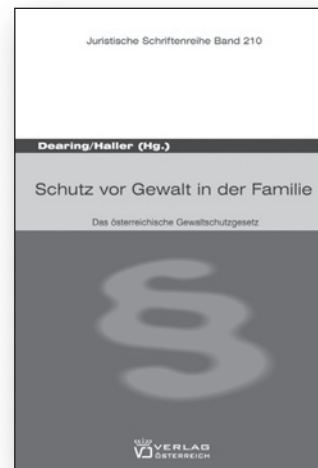 Juristische Schriftenreihe Band 210
Dearing/Haller (Hg.)
Schutz vor Gewalt in der Familie
Das österreichische Gewaltschutzgesetz
§
VERLAG
ÖSTERREICH